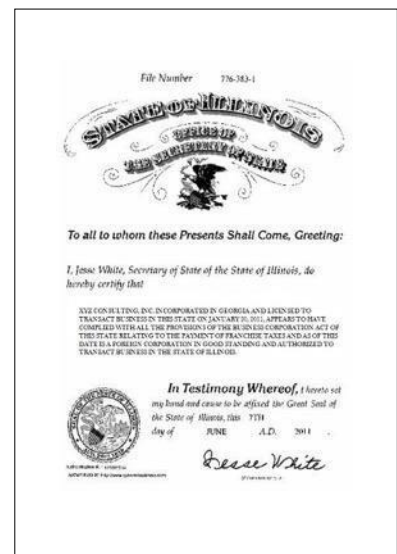 File Number 776-383-1
STATE OF ILLINOIS
OFFICE OF
THE SECRETARY OF STATE
To all to whom these Presents Shall Come, Greeting:
I, Jesse White, Secretary of State of the State of Illinois, do
hereby certify that
XYZ CONSULTING, INC. INCORPORATED IN GEORGIA AND LICENSED TO
TRANSACT BUSINESS IN THIS STATE ON JANUARY 20, 2011, APPEARS TO HAVE
COMPLIED WITH ALL THE PROVISIONS OF THE BUSINESS CORPORATION ACT OF
THIS STATE RELATING TO THE PAYMENT OF FRANCHISE TAXES AND AS OF THIS
DATE IS A FOREIGN CORPORATION IN GOOD STANDING AND AUTHORIZED TO
TRANSACT BUSINESS IN THE STATE OF ILLINOIS.
In Testimony Whereof, I hereto set
my hand and cause to be affixed the Great Seal of
the State of Illinois, this 7TH
day of JUNE A.D. 2011 .
Jesse White